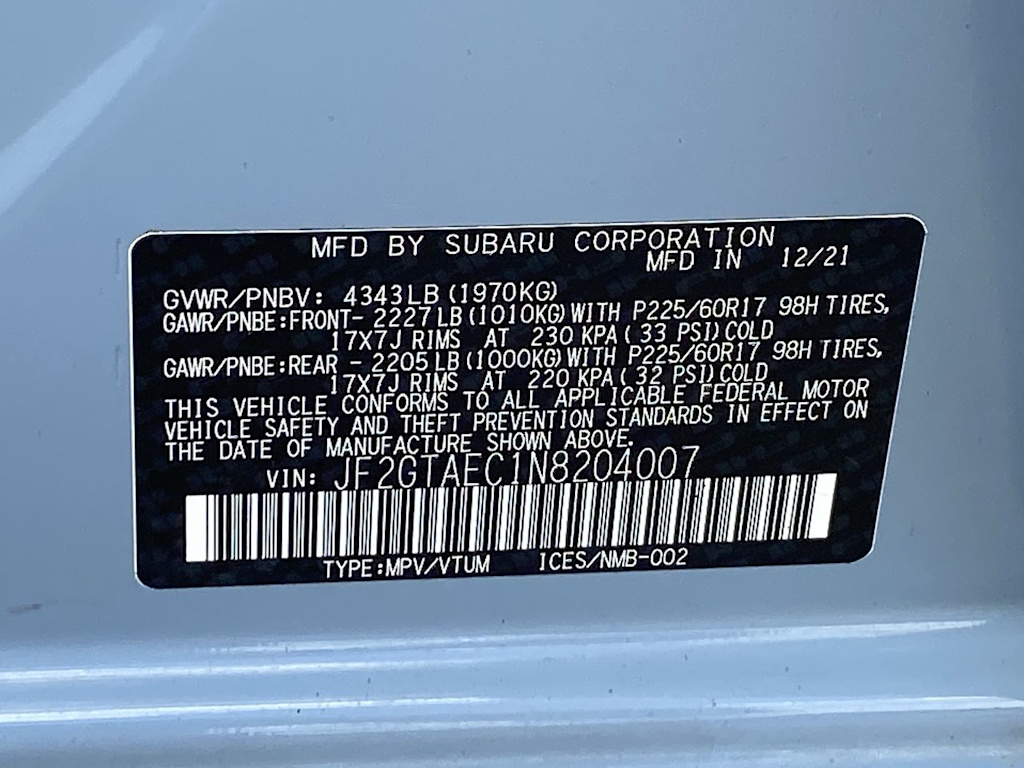 MFD BY SUBARU CORPORATION
MFD IN 12/21
GVWR/PNBV: 4343LB (1970KG)
GAWR/PNBE:FRONT- 2227LB(1010KG)WITH P225/60R17 98H TIRES,
17X7J RIMS AT 230 KPA( 33 PSI)COLD
GAWR/PNBE:REAR - 2205LB(1000KG)WITH P225/60R17 98H TIRES,
17X7J RIMS AT 220 KPA( 32 PSI)COLD
THIS VEHICLE CONFORMS TO ALL APPLICABLE FEDERAL MOTOR
VEHICLE SAFETY AND THEFT PREVENTION STANDARDS IN EFFECT ON
THE DATE OF MANUFACTURE SHOWN ABOVE.
VIN: JF2GTAEC1N8204007
TYPE:MPV/VTUM ICES/NMB-002